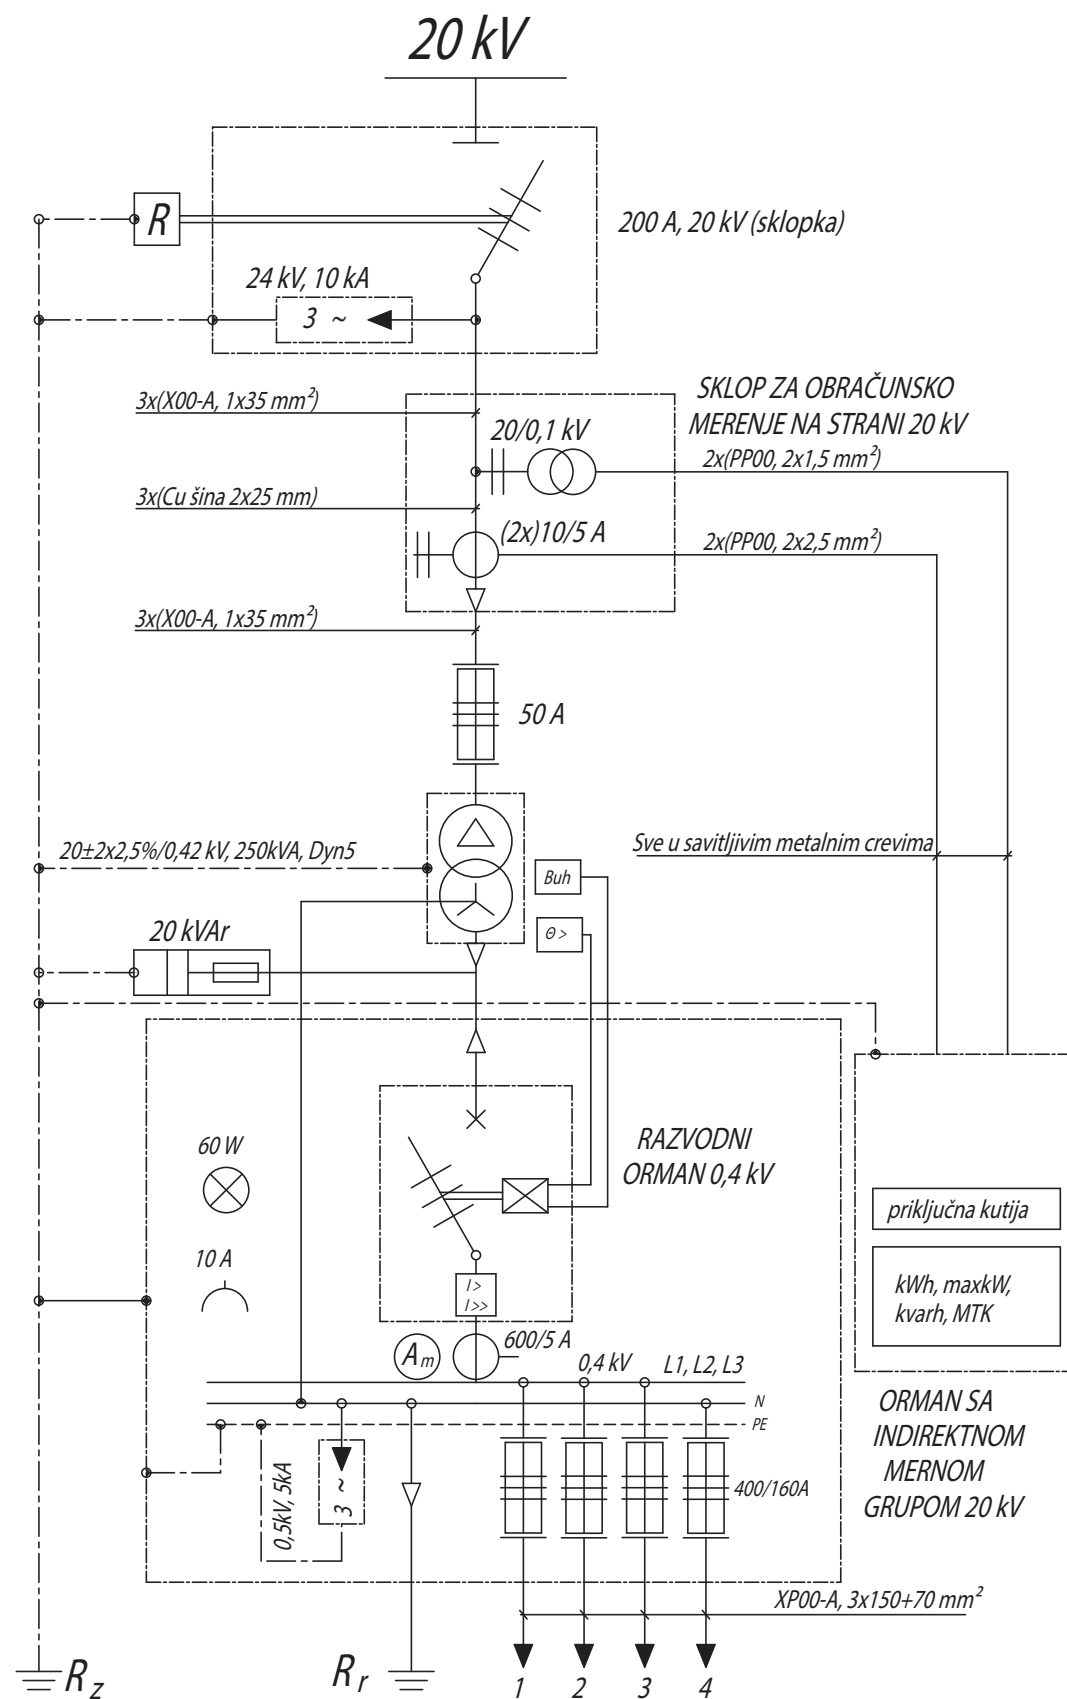 20 kV
R
200 A, 20 kV (sklopka)
24 kV, 10 kA
3 ~
3x(X00-A, 1x35 mm²)
SKLOP ZA OBRAČUNSKO
MERENJE NA STRANI 20 kV
20/0,1 kV
2x(PP00, 2x1,5 mm²)
3x(Cu šina 2x25 mm)
(2x)10/5 A
2x(PP00, 2x2,5 mm²)
3x(X00-A, 1x35 mm²)
50 A
20±2x2,5%/0,42 kV, 250kVA, Dyn5
Sve u savitljivim metalnim crevima
Buh
Θ >
20 kVAr
60 W
RAZVODNI
ORMAN 0,4 kV
10 A
priključna kutija
I >
I >>
kWh, maxkW,
kvarh, MTK
Am
600/5 A
0,4 kV
L1, L2, L3
N
PE
ORMAN SA
INDIREKTNOM
MERNOM
GRUPOM 20 kV
0,5kV, 5kA
3 ~
400/160A
XP00-A, 3x150+70 mm²
Rz
Rr
1
2
3
4